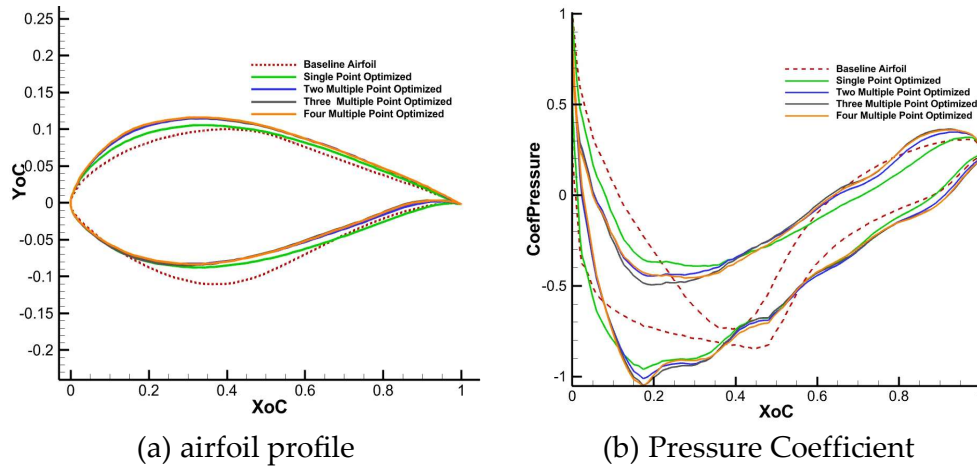 0.25
0.2
0.15
0.1
0.05
0
-0.05
-0.1
-0.15
-0.2
YoC
0
0.2
0.4
0.6
0.8
1
XoC
Baseline Airfoil
Single Point Optimized
Two Multiple Point Optimized
Three Multiple Point Optimized
Four Multiple Point Optimized
(a) airfoil profile
1
0.5
0
-0.5
-1
CoefPressure
0
0.2
0.4
0.6
0.8
XoC
Baseline Airfoil
Single Point Optimized
Two Multiple Point Optimized
Three Multiple Point Optimized
Four Multiple Point Optimized
(b) Pressure Coefficient